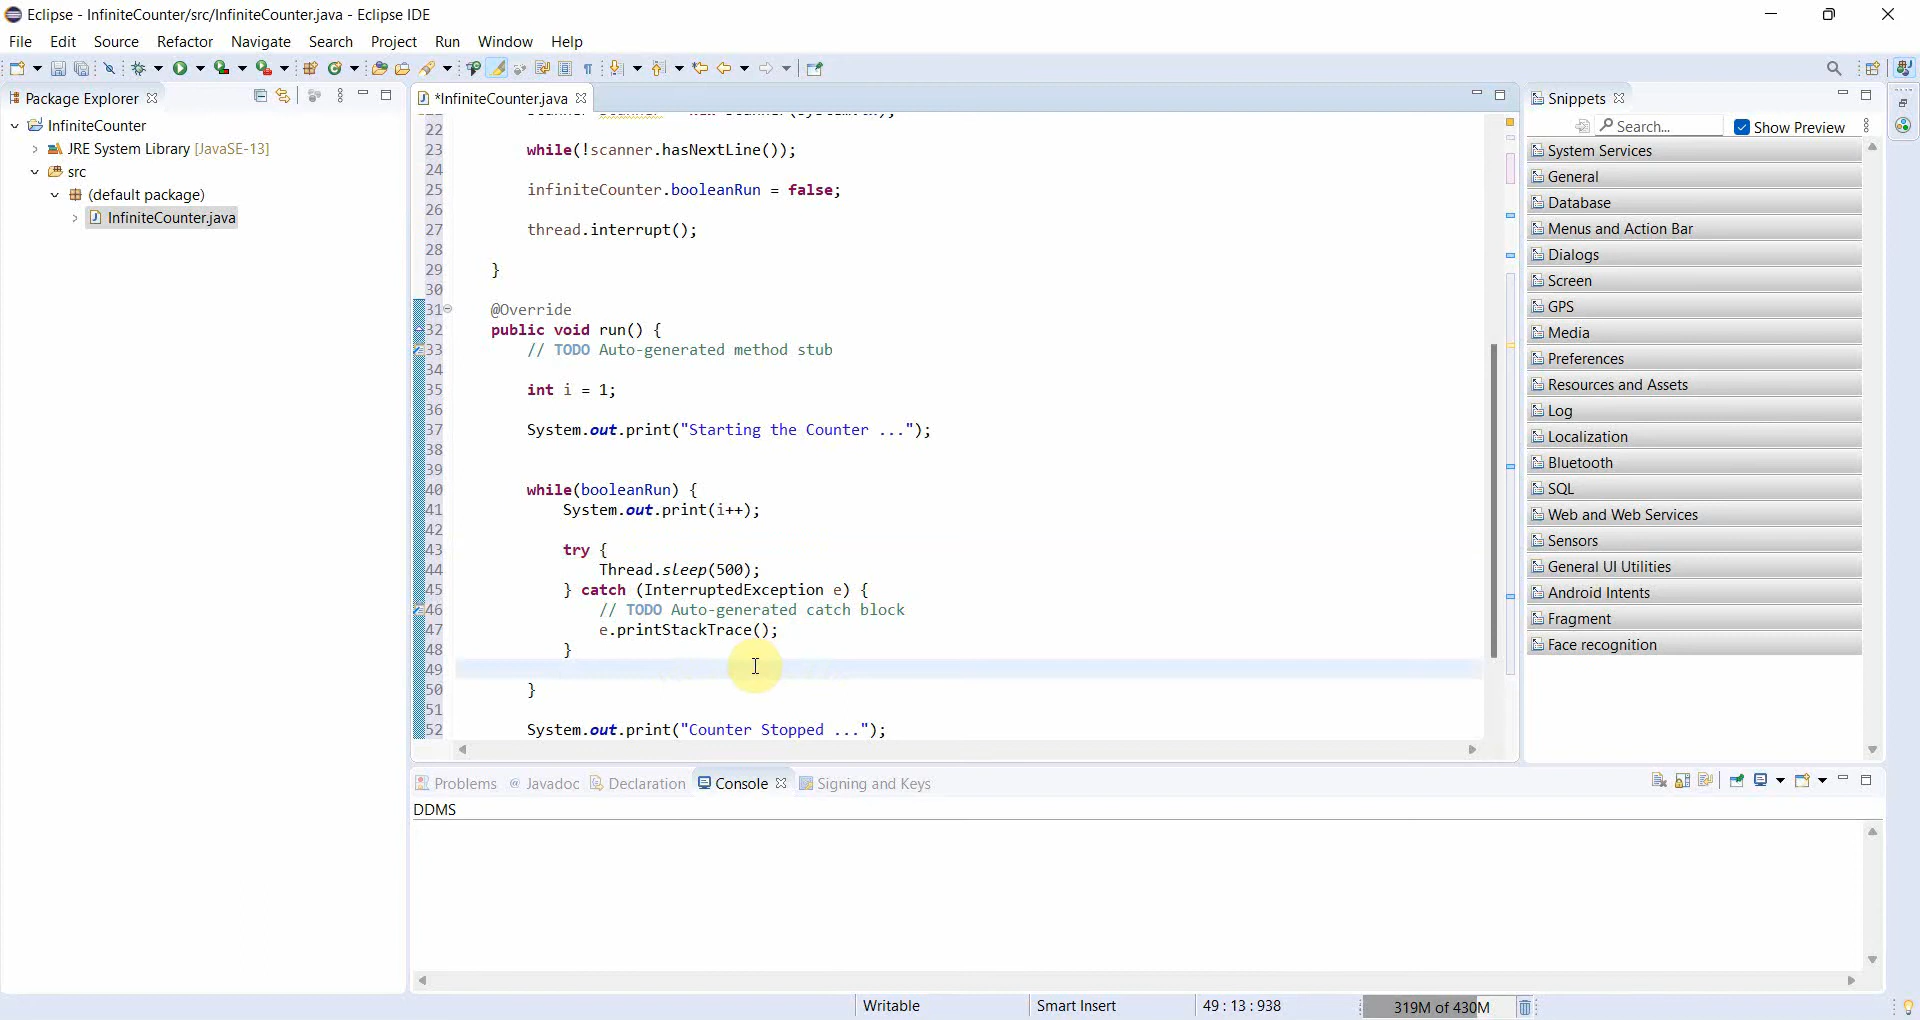 Eclipse - InfiniteCounter/src/InfiniteCounter.java - Eclipse IDE
File Edit Source Refactor Navigate Search Project Run Window Help
Package Explorer
InfiniteCounter
JRE System Library [JavaSE-13]
src
(default package)
InfiniteCounter.java
*InfiniteCounter.java
22
23 while(!scanner.hasNextLine());
24
25 infiniteCounter.booleanRun = false;
26
27 thread.interrupt();
28
29 }
30
31 @Override
32 public void run() {
33 // TODO Auto-generated method stub
34
35 int i = 1;
36
37 System.out.print("Starting the Counter ...");
38
39
40 while(booleanRun) {
41 System.out.print(i++);
42
43 try {
44 Thread.sleep(500);
45 } catch (InterruptedException e) {
46 // TODO Auto-generated catch block
47 e.printStackTrace();
48 }
49
50 }
51
52 System.out.print("Counter Stopped ...");
Snippets
Search... Show Preview
System Services
General
Database
Menus and Action Bar
Dialogs
Screen
GPS
Media
Preferences
Resources and Assets
Log
Localization
Bluetooth
SQL
Web and Web Services
Sensors
General UI Utilities
Android Intents
Fragment
Face recognition
Problems Javadoc Declaration Console Signing and Keys
DDMS
Writable Smart Insert 49 : 13 : 938 319M of 430M